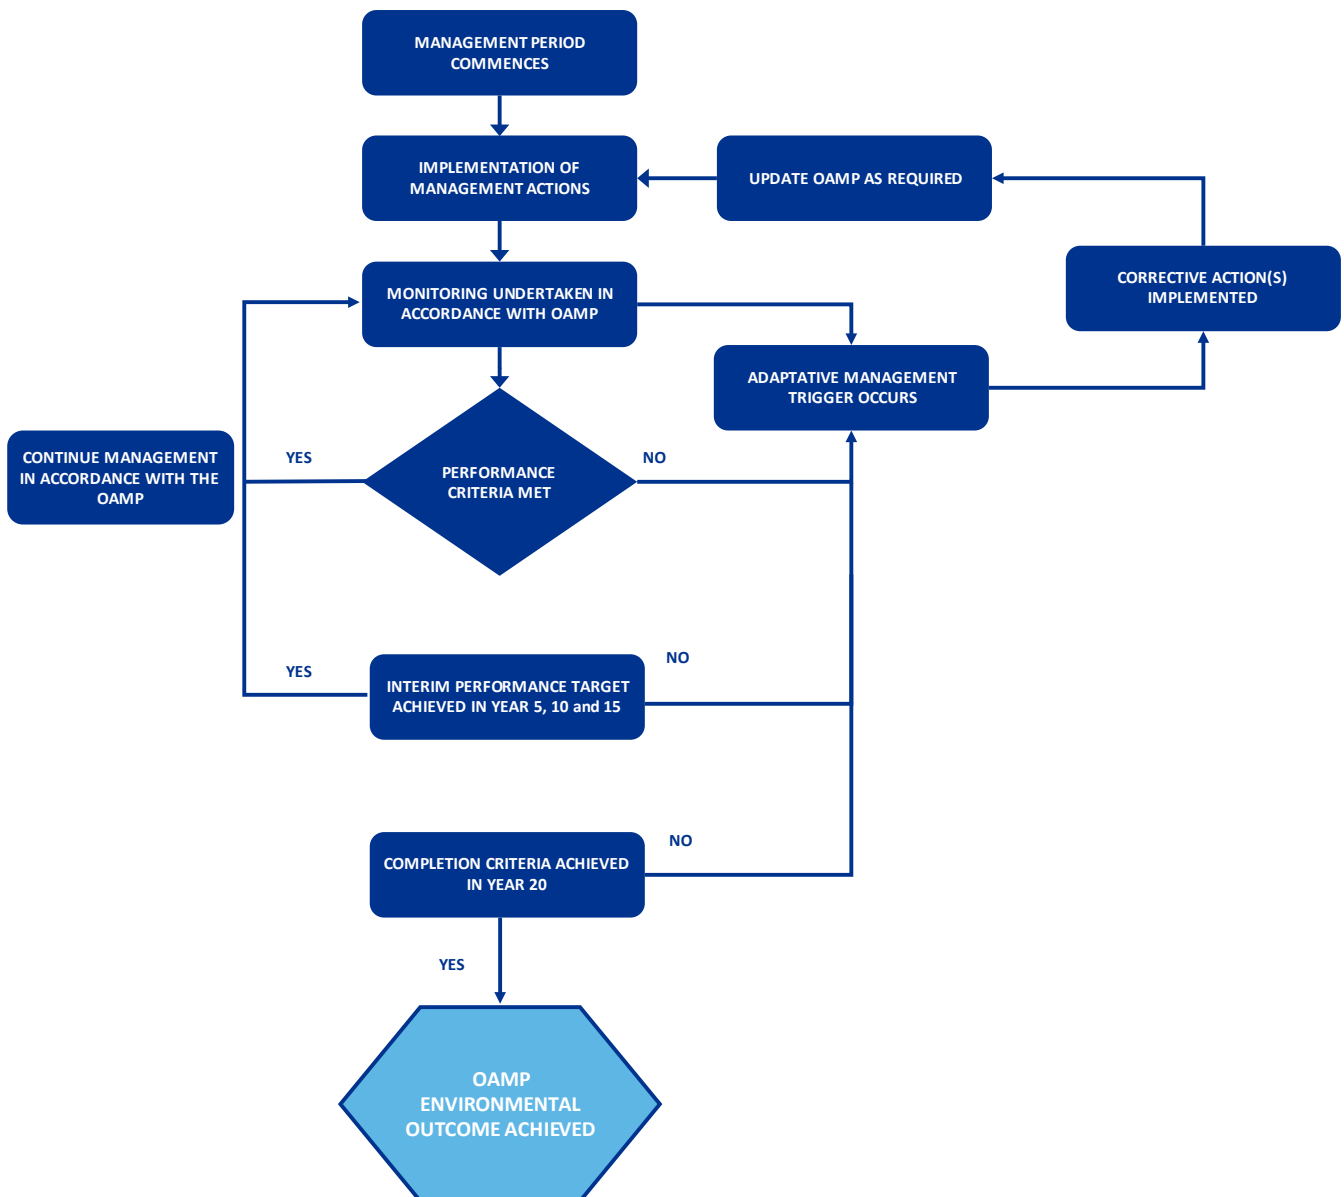 MANAGEMENT PERIOD
COMMENCES
IMPLEMENTATION OF
MANAGEMENT ACTIONS
UPDATE OAMP AS REQUIRED
CORRECTIVE ACTION(S)
IMPLEMENTED
MONITORING UNDERTAKEN IN
ACCORDANCE WITH OAMP
ADAPTATIVE MANAGEMENT
TRIGGER OCCURS
CONTINUE MANAGEMENT
IN ACCORDANCE WITH THE
OAMP
YES
PERFORMANCE
CRITERIA MET
NO
YES
INTERIM PERFORMANCE TARGET
ACHIEVED IN YEAR 5, 10 and 15
NO
COMPLETION CRITERIA ACHIEVED
IN YEAR 20
NO
YES
OAMP
ENVIRONMENTAL
OUTCOME ACHIEVED